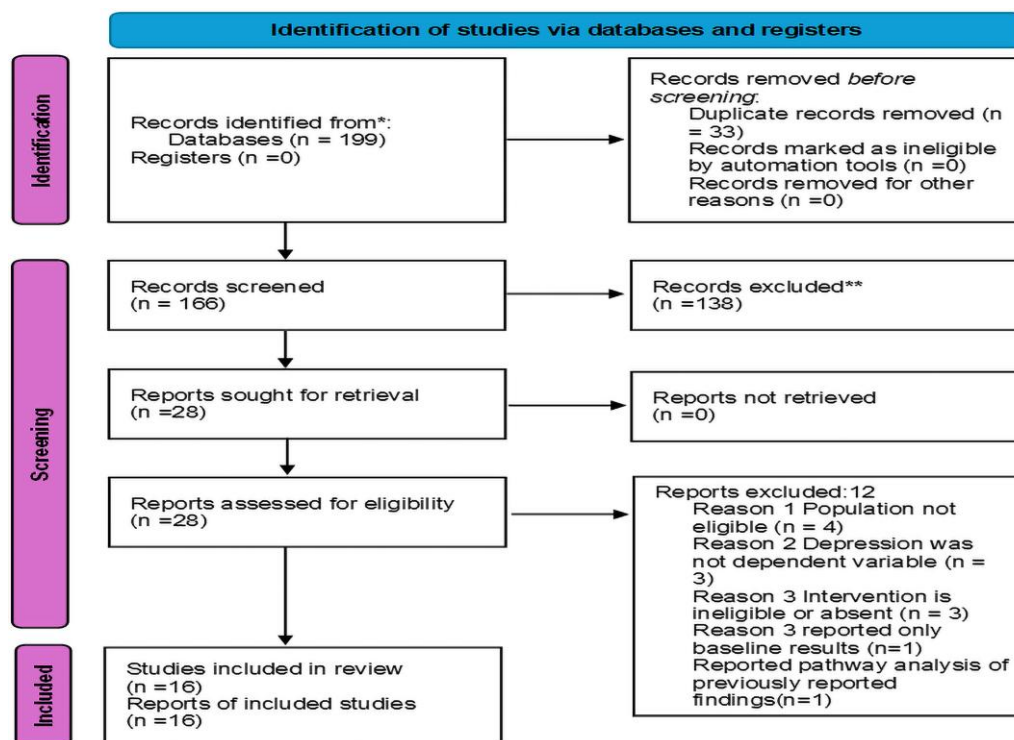 Identification of studies via databases and registers
Identification
Records identified from*:
Databases (n = 199)
Registers (n =0)
Records removed before
screening:
Duplicate records removed (n
= 33)
Records marked as ineligible
by automation tools (n =0)
Records removed for other
reasons (n =0)
Screening
Records screened
(n = 166)
Records excluded**
(n =138)
Reports sought for retrieval
(n =28)
Reports not retrieved
(n =0)
Reports assessed for eligibility
(n =28)
Reports excluded:12
Reason 1 Population not
eligible (n = 4)
Reason 2 Depression was
not dependent variable (n =
3)
Reason 3 Intervention is
ineligible or absent (n = 3)
Reason 3 reported only
baseline results (n=1)
Reported pathway analysis of
previously reported
findings(n=1)
Included
Studies included in review
(n =16)
Reports of included studies
(n =16)